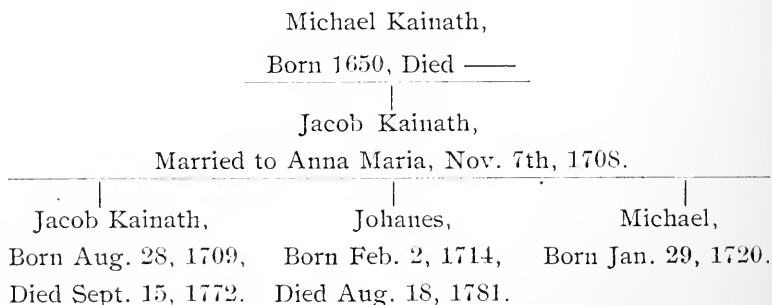 Michael Kainath,
Born 1650, Died ——
Jacob Kainath,
Married to Anna Maria, Nov. 7th, 1708.
Jacob Kainath, Johanes, Michael,
Born Aug. 28, 1709, Born Feb. 2, 1714, Born Jan. 29, 1720.
Died Sept. 15, 1772. Died Aug. 18, 1781.